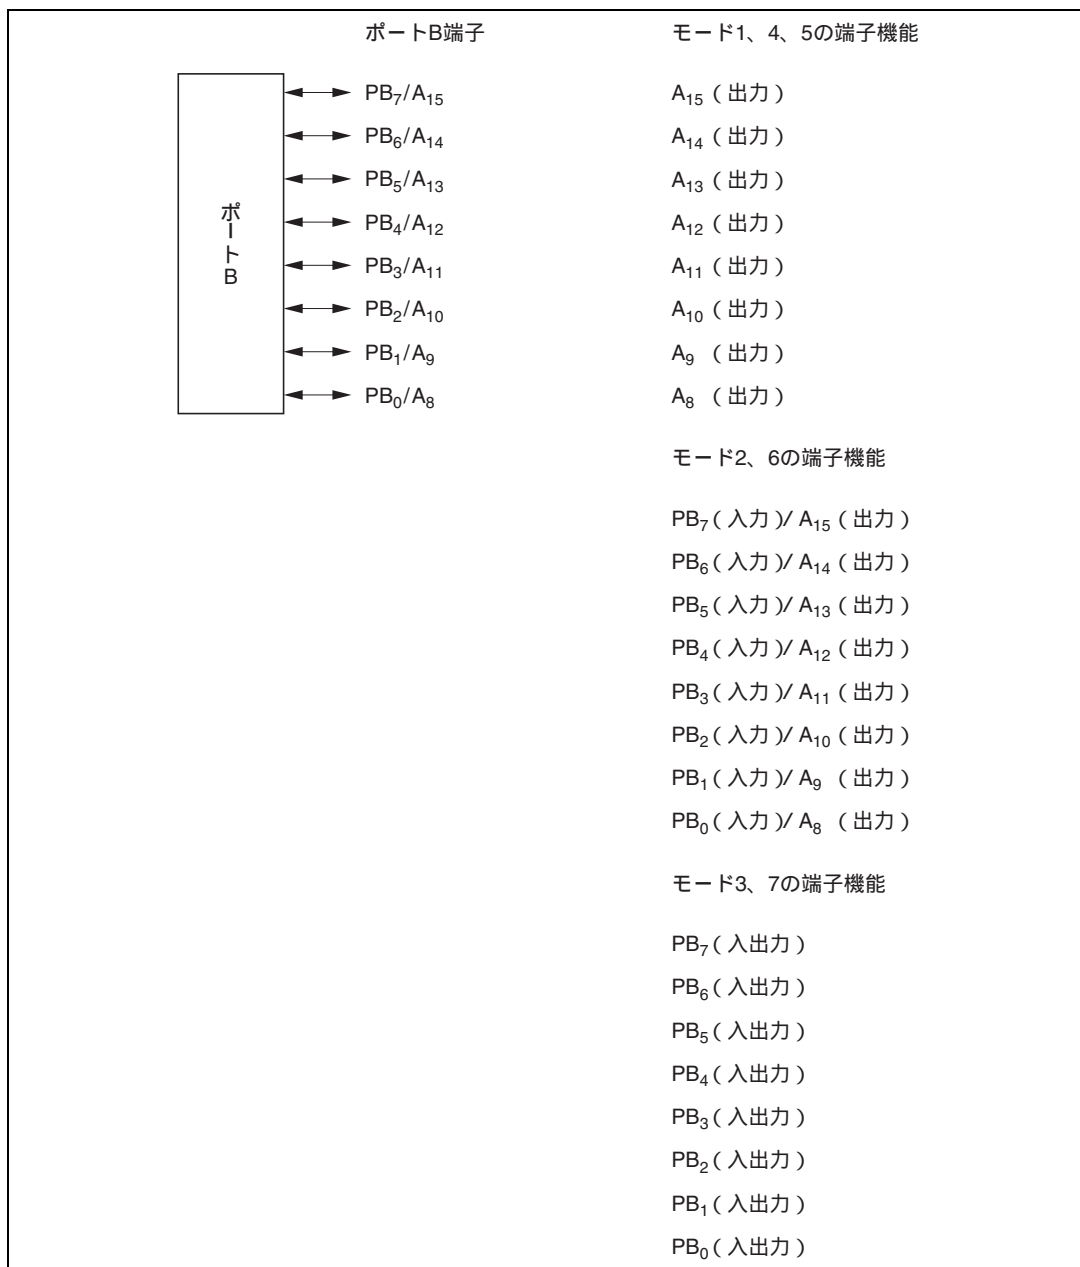 ポートB端子 モード1、4、5の端子機能
ポートB
PB₇/A₁₅ A₁₅（出力）
PB₆/A₁₄ A₁₄（出力）
PB₅/A₁₃ A₁₃（出力）
PB₄/A₁₂ A₁₂（出力）
PB₃/A₁₁ A₁₁（出力）
PB₂/A₁₀ A₁₀（出力）
PB₁/A₉ A₉（出力）
PB₀/A₈ A₈（出力）
モード2、6の端子機能
PB₇（入力）/ A₁₅（出力）
PB₆（入力）/ A₁₄（出力）
PB₅（入力）/ A₁₃（出力）
PB₄（入力）/ A₁₂（出力）
PB₃（入力）/ A₁₁（出力）
PB₂（入力）/ A₁₀（出力）
PB₁（入力）/ A₉（出力）
PB₀（入力）/ A₈（出力）
モード3、7の端子機能
PB₇（入出力）
PB₆（入出力）
PB₅（入出力）
PB₄（入出力）
PB₃（入出力）
PB₂（入出力）
PB₁（入出力）
PB₀（入出力）